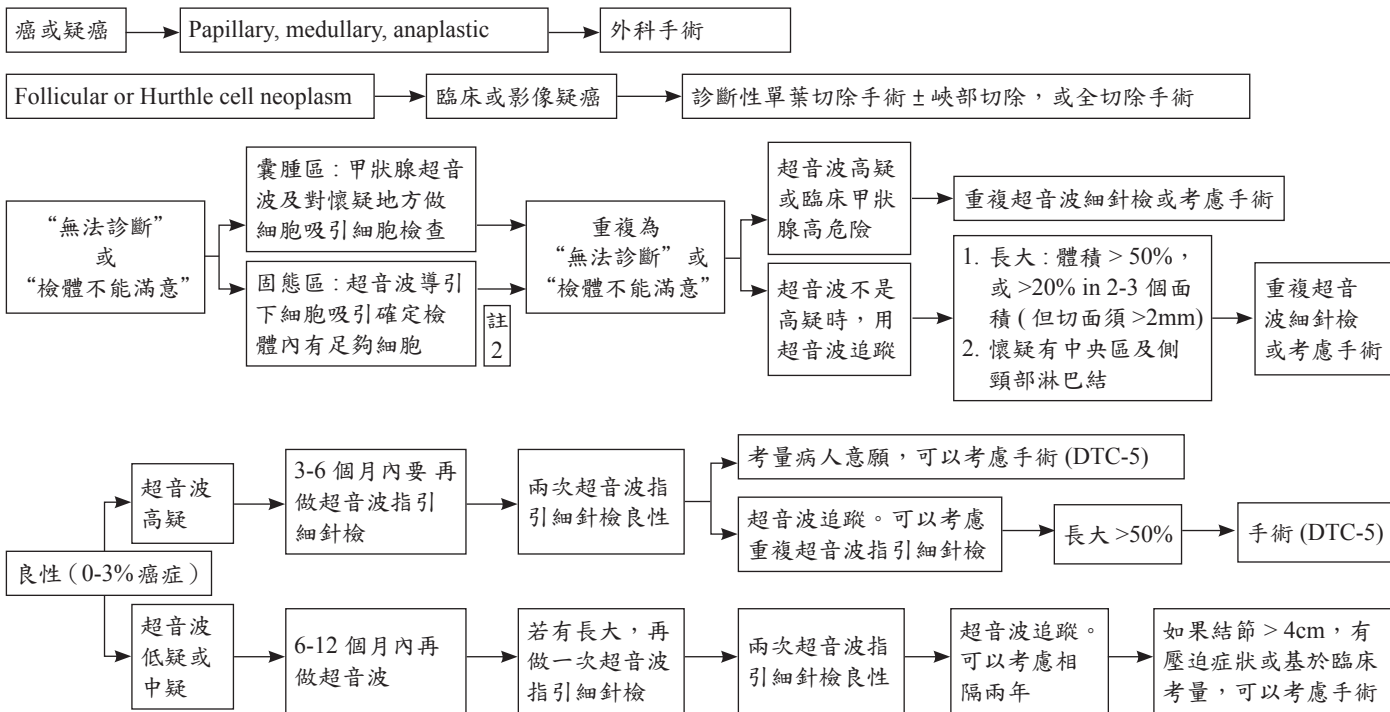 癌或疑癌
Papillary, medullary, anaplastic
外科手術
Follicular or Hurthle cell neoplasm
臨床或影像疑癌
診斷性單葉切除手術 ± 峽部切除，或全切除手術
“無法診斷”
或
“檢體不能滿意”
囊腫區：甲狀腺超音
波及對懷疑地方做
細胞吸引細胞檢查
固態區：超音波導引
下細胞吸引確定檢
體內有足夠細胞
註
2
重複為
“無法診斷” 或
“檢體不能滿意”
超音波高疑
或臨床甲狀
腺高危險
重複超音波細針檢或考慮手術
超音波不是
高疑時，用
超音波追蹤
1. 長大：體積 > 50%，
或 >20% in 2-3 個面
積 ( 但切面須 >2mm)
2. 懷疑有中央區及側
頸部淋巴結
重複超音
波細針檢
或考慮手術
良性（0-3% 癌症）
超音波
高疑
3-6 個月內要 再
做超音波指引
細針檢
兩次超音波指
引細針檢良性
考量病人意願，可以考慮手術 (DTC-5)
超音波追蹤。可以考慮
重複超音波指引細針檢
長大 >50%
手術 (DTC-5)
超音波
低疑或
中疑
6-12 個月內再
做超音波
若有長大，再
做一次超音波
指引細針檢
兩次超音波指
引細針檢良性
超音波追蹤。
可以考慮相
隔兩年
如果結節 > 4cm，有
壓迫症狀或基於臨床
考量，可以考慮手術